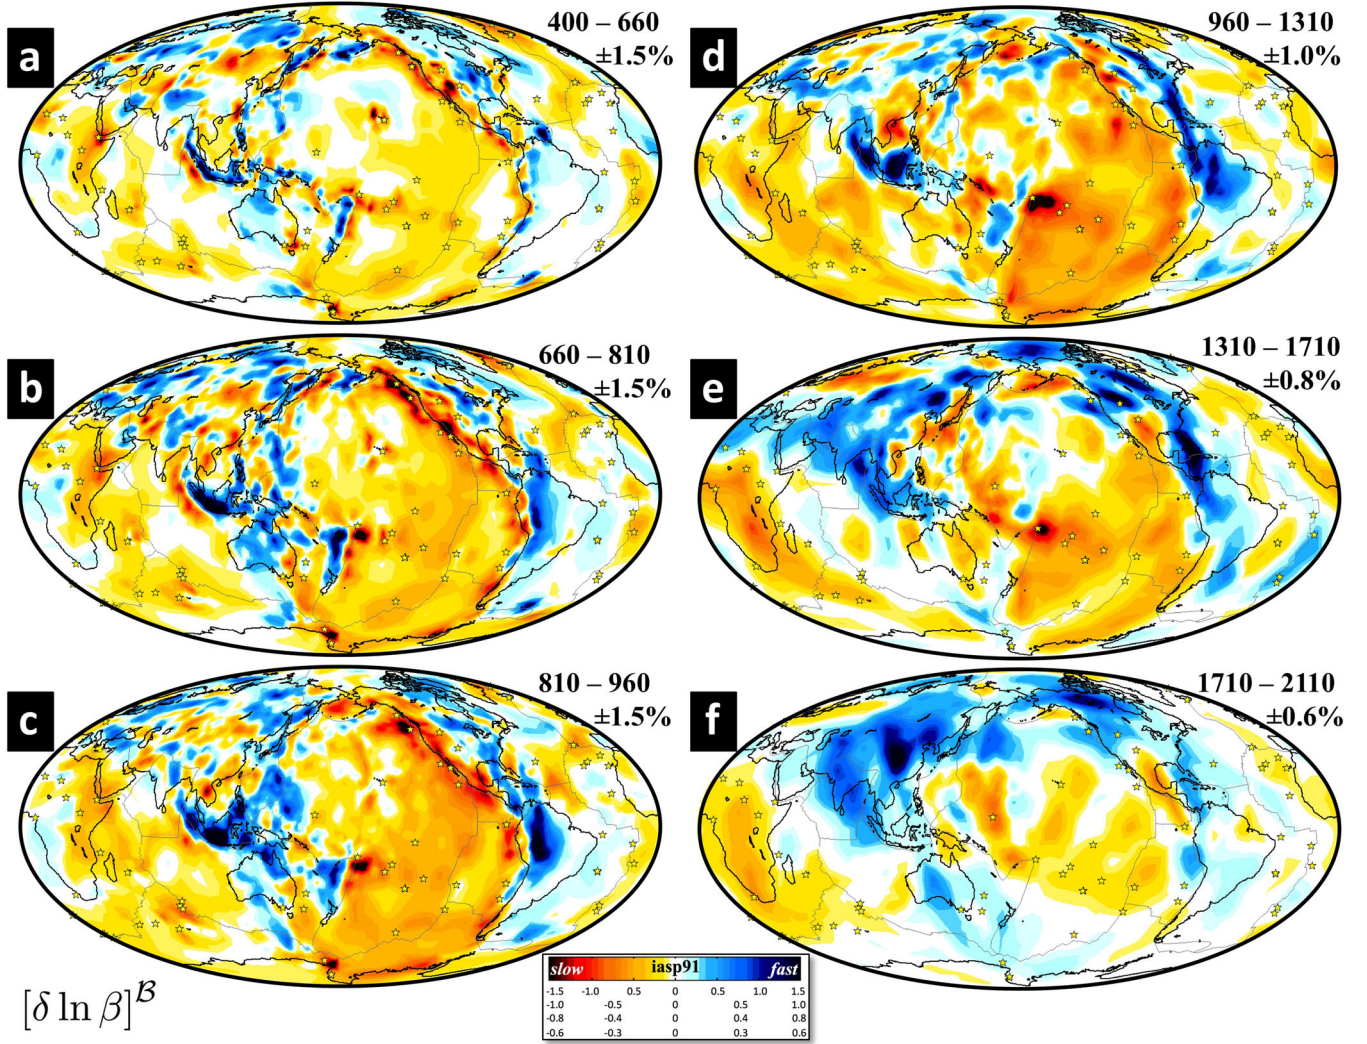 a
400 – 660
±1.5%
b
660 – 810
±1.5%
c
810 – 960
±1.5%
d
960 – 1310
±1.0%
e
1310 – 1710
±0.8%
f
1710 – 2110
±0.6%
slow iasp91 fast
-1.5 -1.0 -0.5 0 0.5 1.0 1.5
-1.0 -0.5 0 0.5 1.0
-0.8 -0.4 0 0.4 0.8
-0.6 -0.3 0 0.3 0.6
[δ ln β]^ℬ